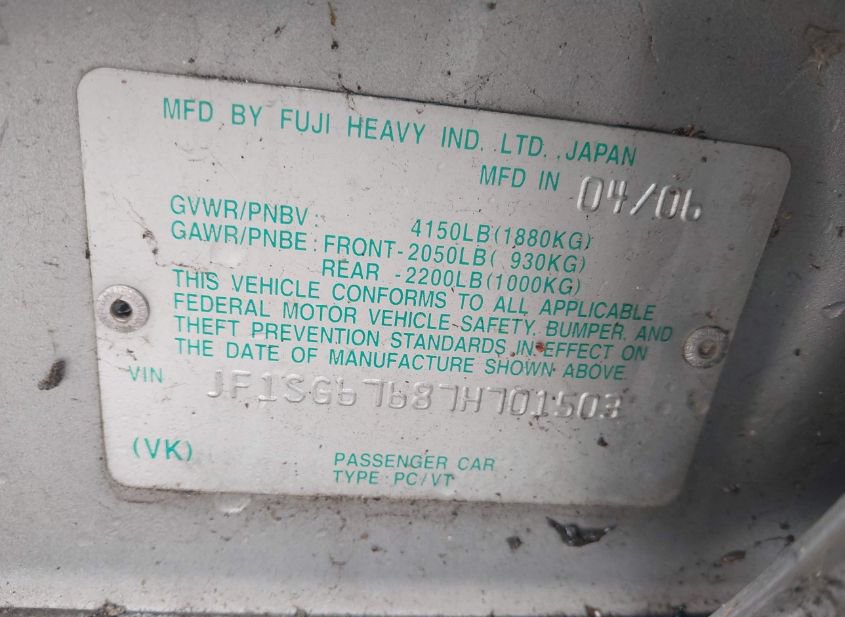 MFD BY FUJI HEAVY IND. LTD. JAPAN
MFD IN 04/06
GVWR/PNBV : 4150LB(1880KG)
GAWR/PNBE : FRONT-2050LB( 930KG)
REAR -2200LB(1000KG)
THIS VEHICLE CONFORMS TO ALL APPLICABLE
FEDERAL MOTOR VEHICLE SAFETY, BUMPER, AND
THEFT PREVENTION STANDARDS IN EFFECT ON
THE DATE OF MANUFACTURE SHOWN ABOVE.
VIN JF1SG67687H701503
(VK)
PASSENGER CAR
TYPE : PC/VT